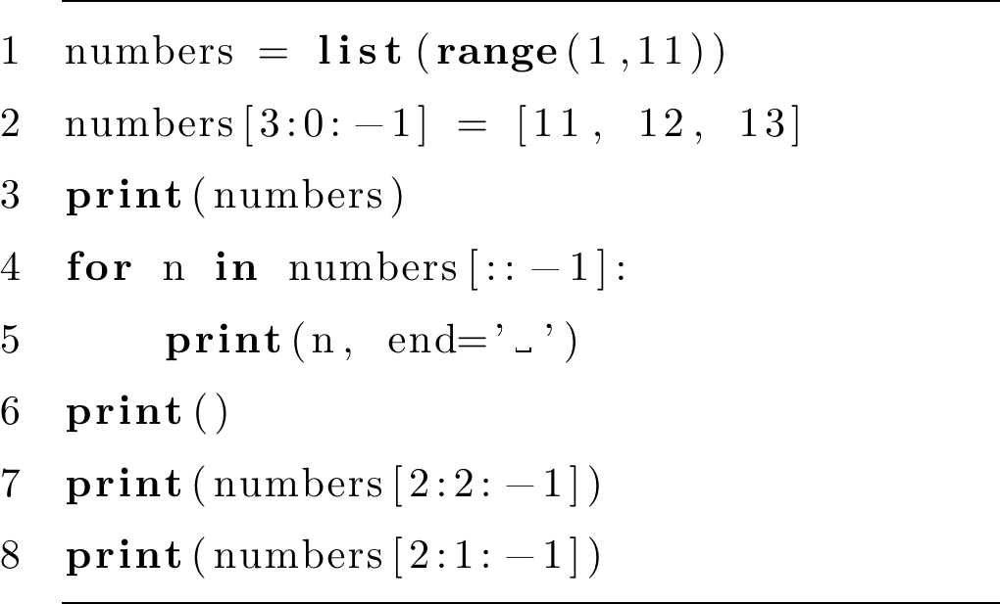 1 numbers = list(range(1,11))
2 numbers[3:0:-1] = [11, 12, 13]
3 print(numbers)
4 for n in numbers[::-1]:
5     print(n, end='␣')
6 print()
7 print(numbers[2:2:-1])
8 print(numbers[2:1:-1])